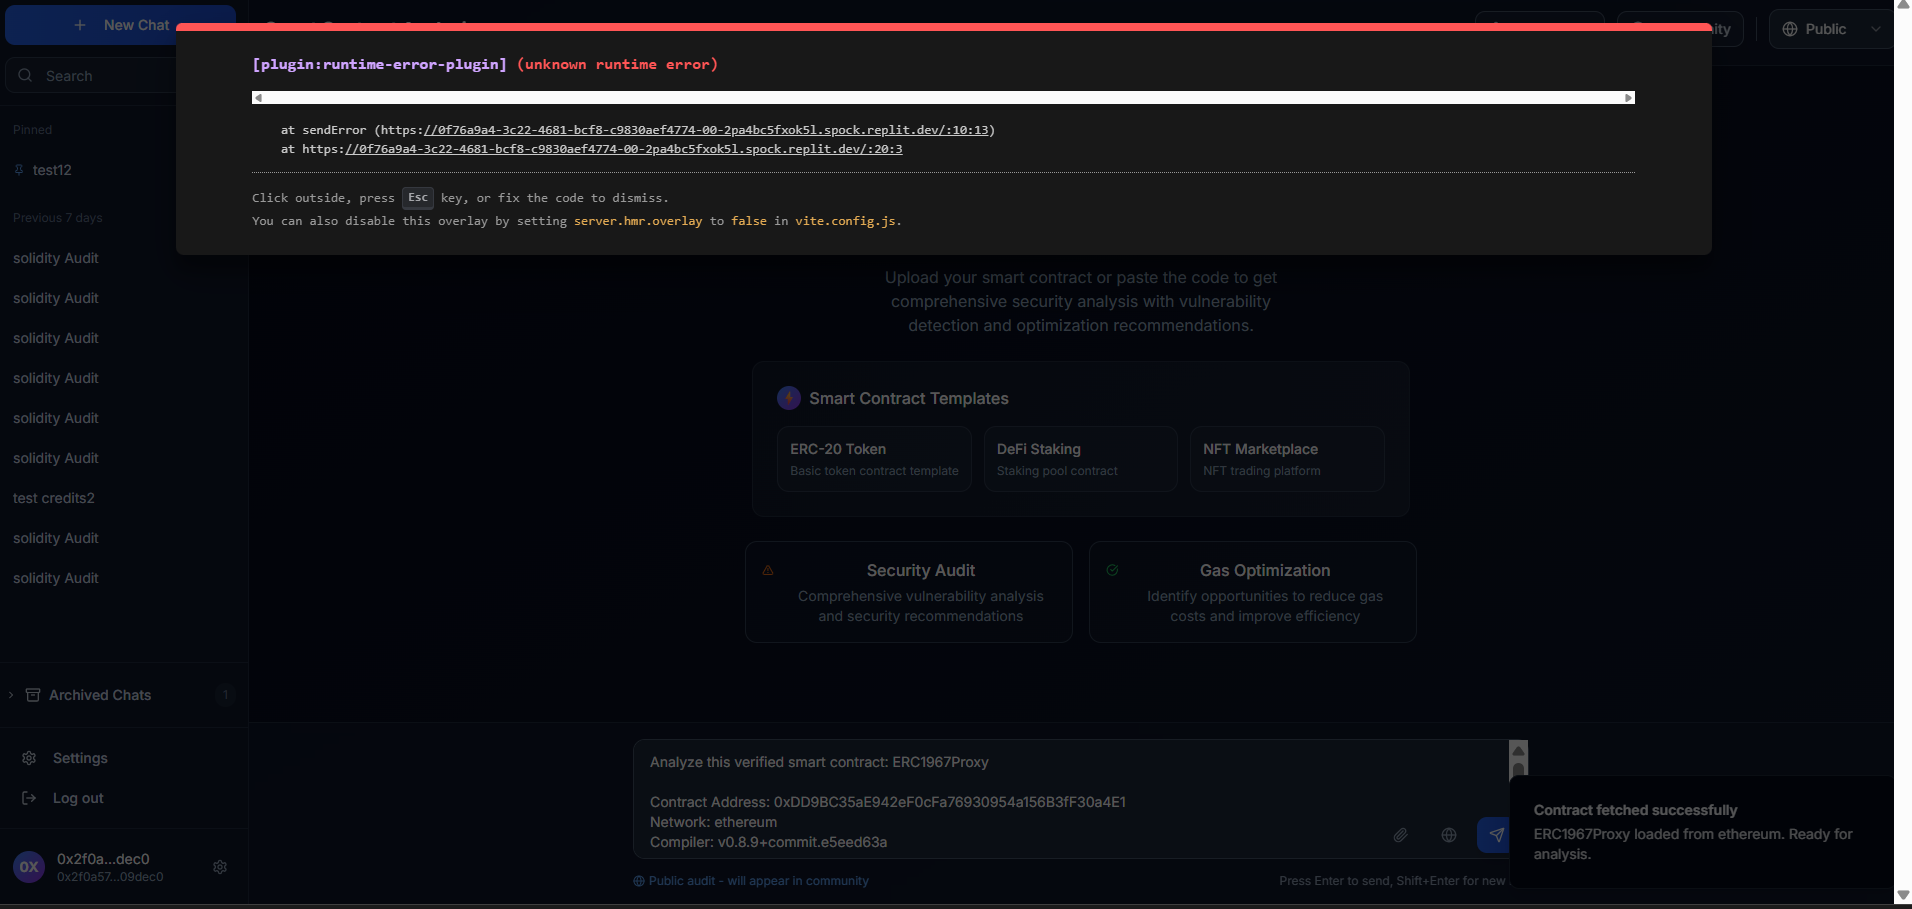 New Chat
Public
[plugin:runtime-error-plugin] (unknown runtime error)
Search
at sendError (https://0f76a9a4-3c22-4681-bcf8-c9830aef4774-00-2pa4bc5fxok5l.spock.replit.dev/:10:13)
at https://0f76a9a4-3c22-4681-bcf8-c9830aef4774-00-2pa4bc5fxok5l.spock.replit.dev/:20:3
Click outside, press Esc key, or fix the code to dismiss.
You can also disable this overlay by setting server.hmr.overlay to false in vite.config.js.
Pinned
test12
Previous 7 days
solidity Audit
solidity Audit
solidity Audit
solidity Audit
solidity Audit
solidity Audit
test credits2
solidity Audit
solidity Audit
Archived Chats 1
Settings
Log out
0X
0x2f0a...dec0
0x2f0a57...09dec0
Upload your smart contract or paste the code to get
comprehensive security analysis with vulnerability
detection and optimization recommendations.
Smart Contract Templates
ERC-20 Token
Basic token contract template
DeFi Staking
Staking pool contract
NFT Marketplace
NFT trading platform
Security Audit
Comprehensive vulnerability analysis
and security recommendations
Gas Optimization
Identify opportunities to reduce gas
costs and improve efficiency
Analyze this verified smart contract: ERC1967Proxy
Contract Address: 0xDD9BC35aE942eF0cFa76930954a156B3fF30a4E1
Network: ethereum
Compiler: v0.8.9+commit.e5eed63a
Public audit - will appear in community
Press Enter to send, Shift+Enter for new
Contract fetched successfully
ERC1967Proxy loaded from ethereum. Ready for
analysis.